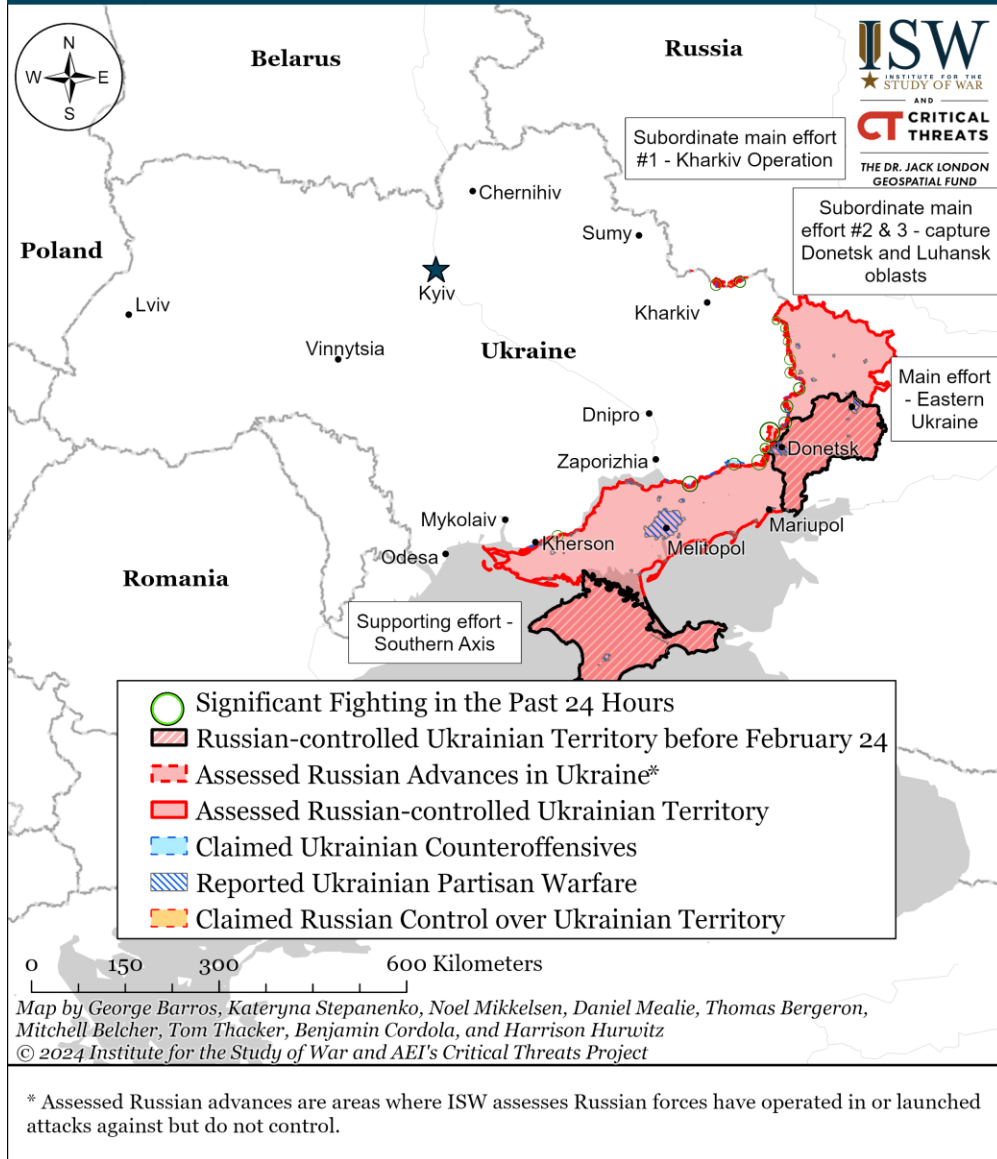 N
W E
S
Belarus
Russia
ISW
INSTITUTE FOR THE
STUDY OF WAR
AND
CT CRITICAL
THREATS
THE DR. JACK LONDON
GEOSPATIAL FUND
Subordinate main effort
#1 - Kharkiv Operation
Subordinate main
effort #2 & 3 - capture
Donetsk and Luhansk
oblasts
Chernihiv
Sumy
Poland
Kyiv
Lviv
Kharkiv
Vinnytsia
Ukraine
Main effort
- Eastern
Ukraine
Dnipro
Donetsk
Zaporizhia
Mykolaiv
Mariupol
Kherson
Melitopol
Odesa
Romania
Supporting effort -
Southern Axis
Significant Fighting in the Past 24 Hours
Russian-controlled Ukrainian Territory before February 24
Assessed Russian Advances in Ukraine*
Assessed Russian-controlled Ukrainian Territory
Claimed Ukrainian Counteroffensives
Reported Ukrainian Partisan Warfare
Claimed Russian Control over Ukrainian Territory
0 150 300 600 Kilometers
Map by George Barros, Kateryna Stepanenko, Noel Mikkelsen, Daniel Mealie, Thomas Bergeron,
Mitchell Belcher, Tom Thacker, Benjamin Cordola, and Harrison Hurwitz
© 2024 Institute for the Study of War and AEI's Critical Threats Project
* Assessed Russian advances are areas where ISW assesses Russian forces have operated in or launched
attacks against but do not control.